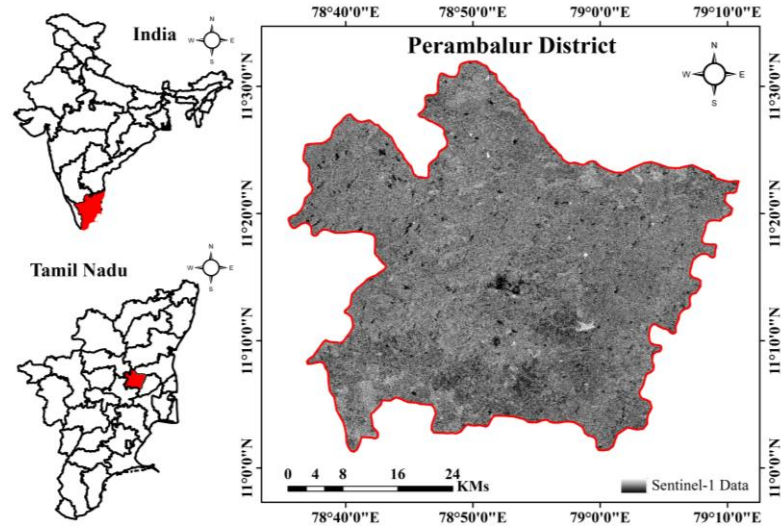 India
N
W E
S
Tamil Nadu
N
W E
S
78°40'0"E 78°50'0"E 79°0'0"E 79°10'0"E
Perambalur District
N
W E
S
11°30'0"N
11°20'0"N
11°10'0"N
11°0'0"N
11°30'0"N
11°20'0"N
11°10'0"N
11°0'0"N
0 4 8 16 24
KMs
Sentinel-1 Data
78°40'0"E 78°50'0"E 79°0'0"E 79°10'0"E